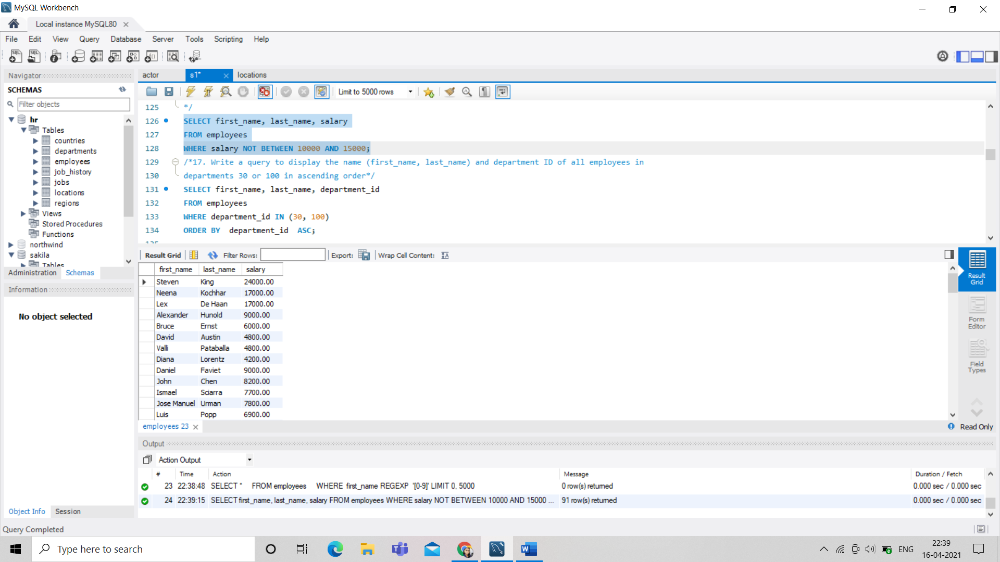 MySQL Workbench
Local instance MySQL80
File Edit View Query Database Server Tools Scripting Help
Navigator
SCHEMAS
Filter objects
hr
Tables
countries
departments
employees
job_history
jobs
locations
regions
Views
Stored Procedures
Functions
northwind
sakila
Tables
Administration Schemas
Information
No object selected
Object Info Session
Query Completed
actor s1* locations
Limit to 5000 rows
125 */
126 SELECT first_name, last_name, salary
127 FROM employees
128 WHERE salary NOT BETWEEN 10000 AND 15000;
129 /*17. Write a query to display the name (first_name, last_name) and department ID of all employees in
130 departments 30 or 100 in ascending order*/
131 SELECT first_name, last_name, department_id
132 FROM employees
133 WHERE department_id IN (30, 100)
134 ORDER BY department_id ASC;
135
Result Grid Filter Rows: Export: Wrap Cell Content:
first_name last_name salary
Steven King 24000.00
Neena Kochhar 17000.00
Lex De Haan 17000.00
Alexander Hunold 9000.00
Bruce Ernst 6000.00
David Austin 4800.00
Valli Pataballa 4800.00
Diana Lorentz 4200.00
Daniel Faviet 9000.00
John Chen 8200.00
Ismael Sciarra 7700.00
Jose Manuel Urman 7800.00
Luis Popp 6900.00
Result
Grid
Form
Editor
Field
Types
employees 23
Read Only
Output
Action Output
# Time Action Message Duration / Fetch
23 22:38:48 SELECT * FROM employees WHERE first_name REGEXP '[0-9]' LIMIT 0, 5000 0 row(s) returned 0.000 sec / 0.000 sec
24 22:39:15 SELECT first_name, last_name, salary FROM employees WHERE salary NOT BETWEEN 10000 AND 15000 ... 91 row(s) returned 0.000 sec / 0.000 sec
Type here to search
ENG
22:39
16-04-2021